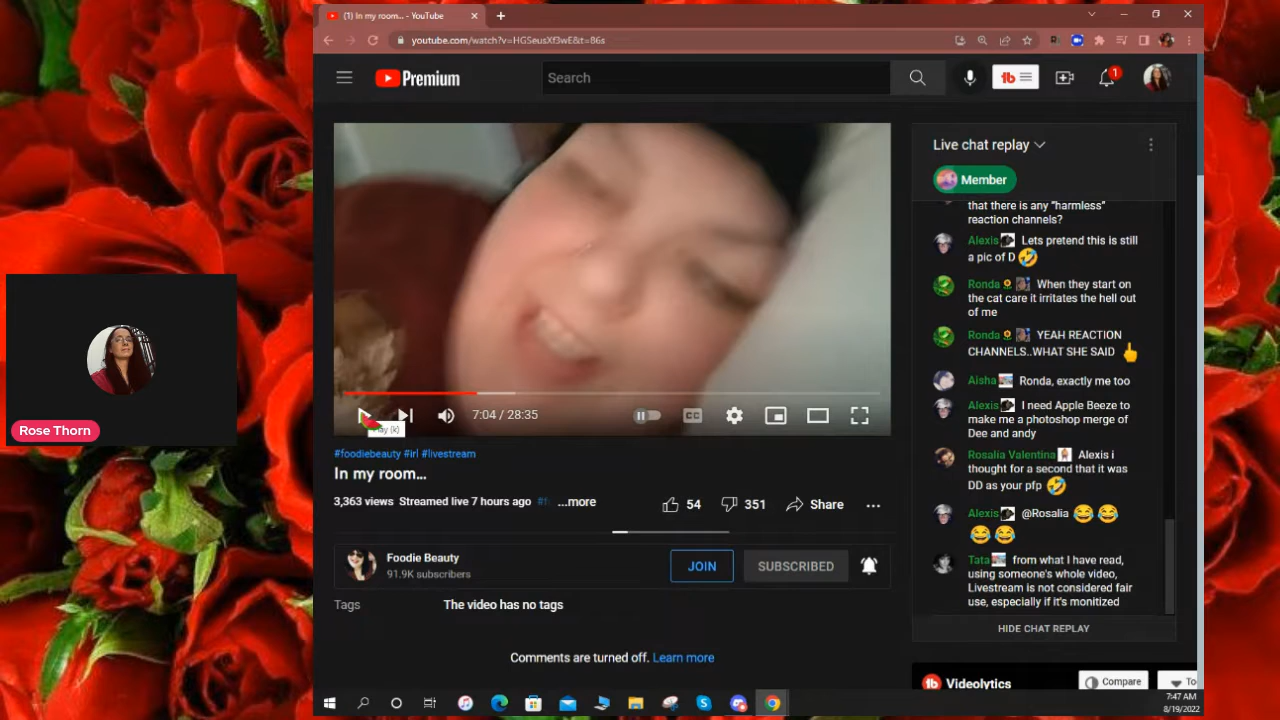 (1) In my room... - YouTube
youtube.com/watch?v=HGSeusXf3wE&t=86s
Premium
Search
1
Live chat replay
Member
that there is any "harmless"
reaction channels?
Alexis Lets pretend this is still
a pic of D 🤣
Ronda When they start on
the cat care it irritates the hell out
of me
Ronda YEAH REACTION
CHANNELS..WHAT SHE SAID 👆
Aisha Ronda, exactly me too
Alexis I need Apple Beeze to
make me a photoshop merge of
Dee and andy
Rosalia Valentina Alexis i
thought for a second that it was
DD as your pfp 🤣
Alexis @Rosalia 😂😂
😂😂
Tata from what I have read,
using someone's whole video,
Livestream is not considered fair
use, especially if it's monitized
HIDE CHAT REPLAY
7:04 / 28:35
CC
Play (k)
#foodiebeauty #irl #livestream
In my room...
3,363 views Streamed live 7 hours ago #f ...more
54
351
Share
Foodie Beauty
91.9K subscribers
JOIN
SUBSCRIBED
Tags
The video has no tags
Comments are turned off. Learn more
tb Videolytics
Compare
To
Rose Thorn
7:47 AM
8/19/2022